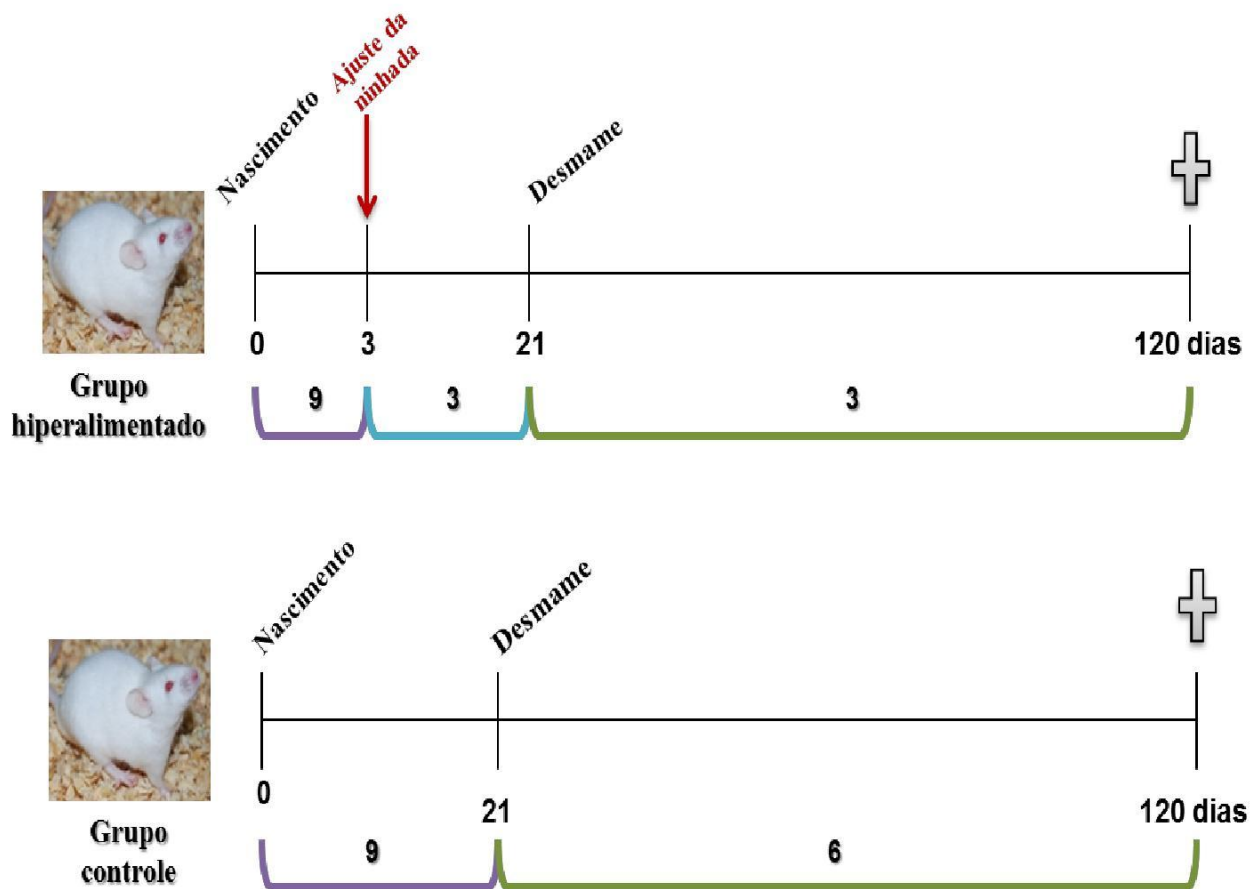 Nascimento
Ajuste da
ninhada
Desmame
0
3
21
120 dias
Grupo
hiperalimentado
9
3
3
Nascimento
Desmame
0
21
120 dias
Grupo
controle
9
6